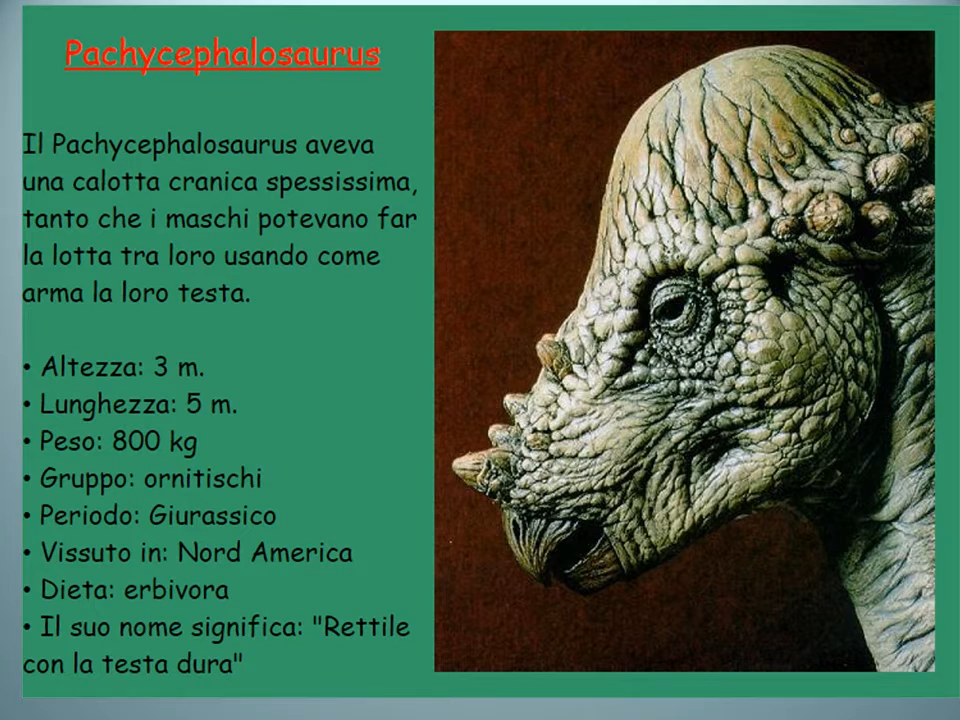 Pachycephalosaurus
Il Pachycephalosaurus aveva
una calotta cranica spessissima,
tanto che i maschi potevano far
la lotta tra loro usando come
arma la loro testa.
• Altezza: 3 m.
• Lunghezza: 5 m.
• Peso: 800 kg
• Gruppo: ornitischi
• Periodo: Giurassico
• Vissuto in: Nord America
• Dieta: erbivora
• Il suo nome significa: "Rettile
con la testa dura"